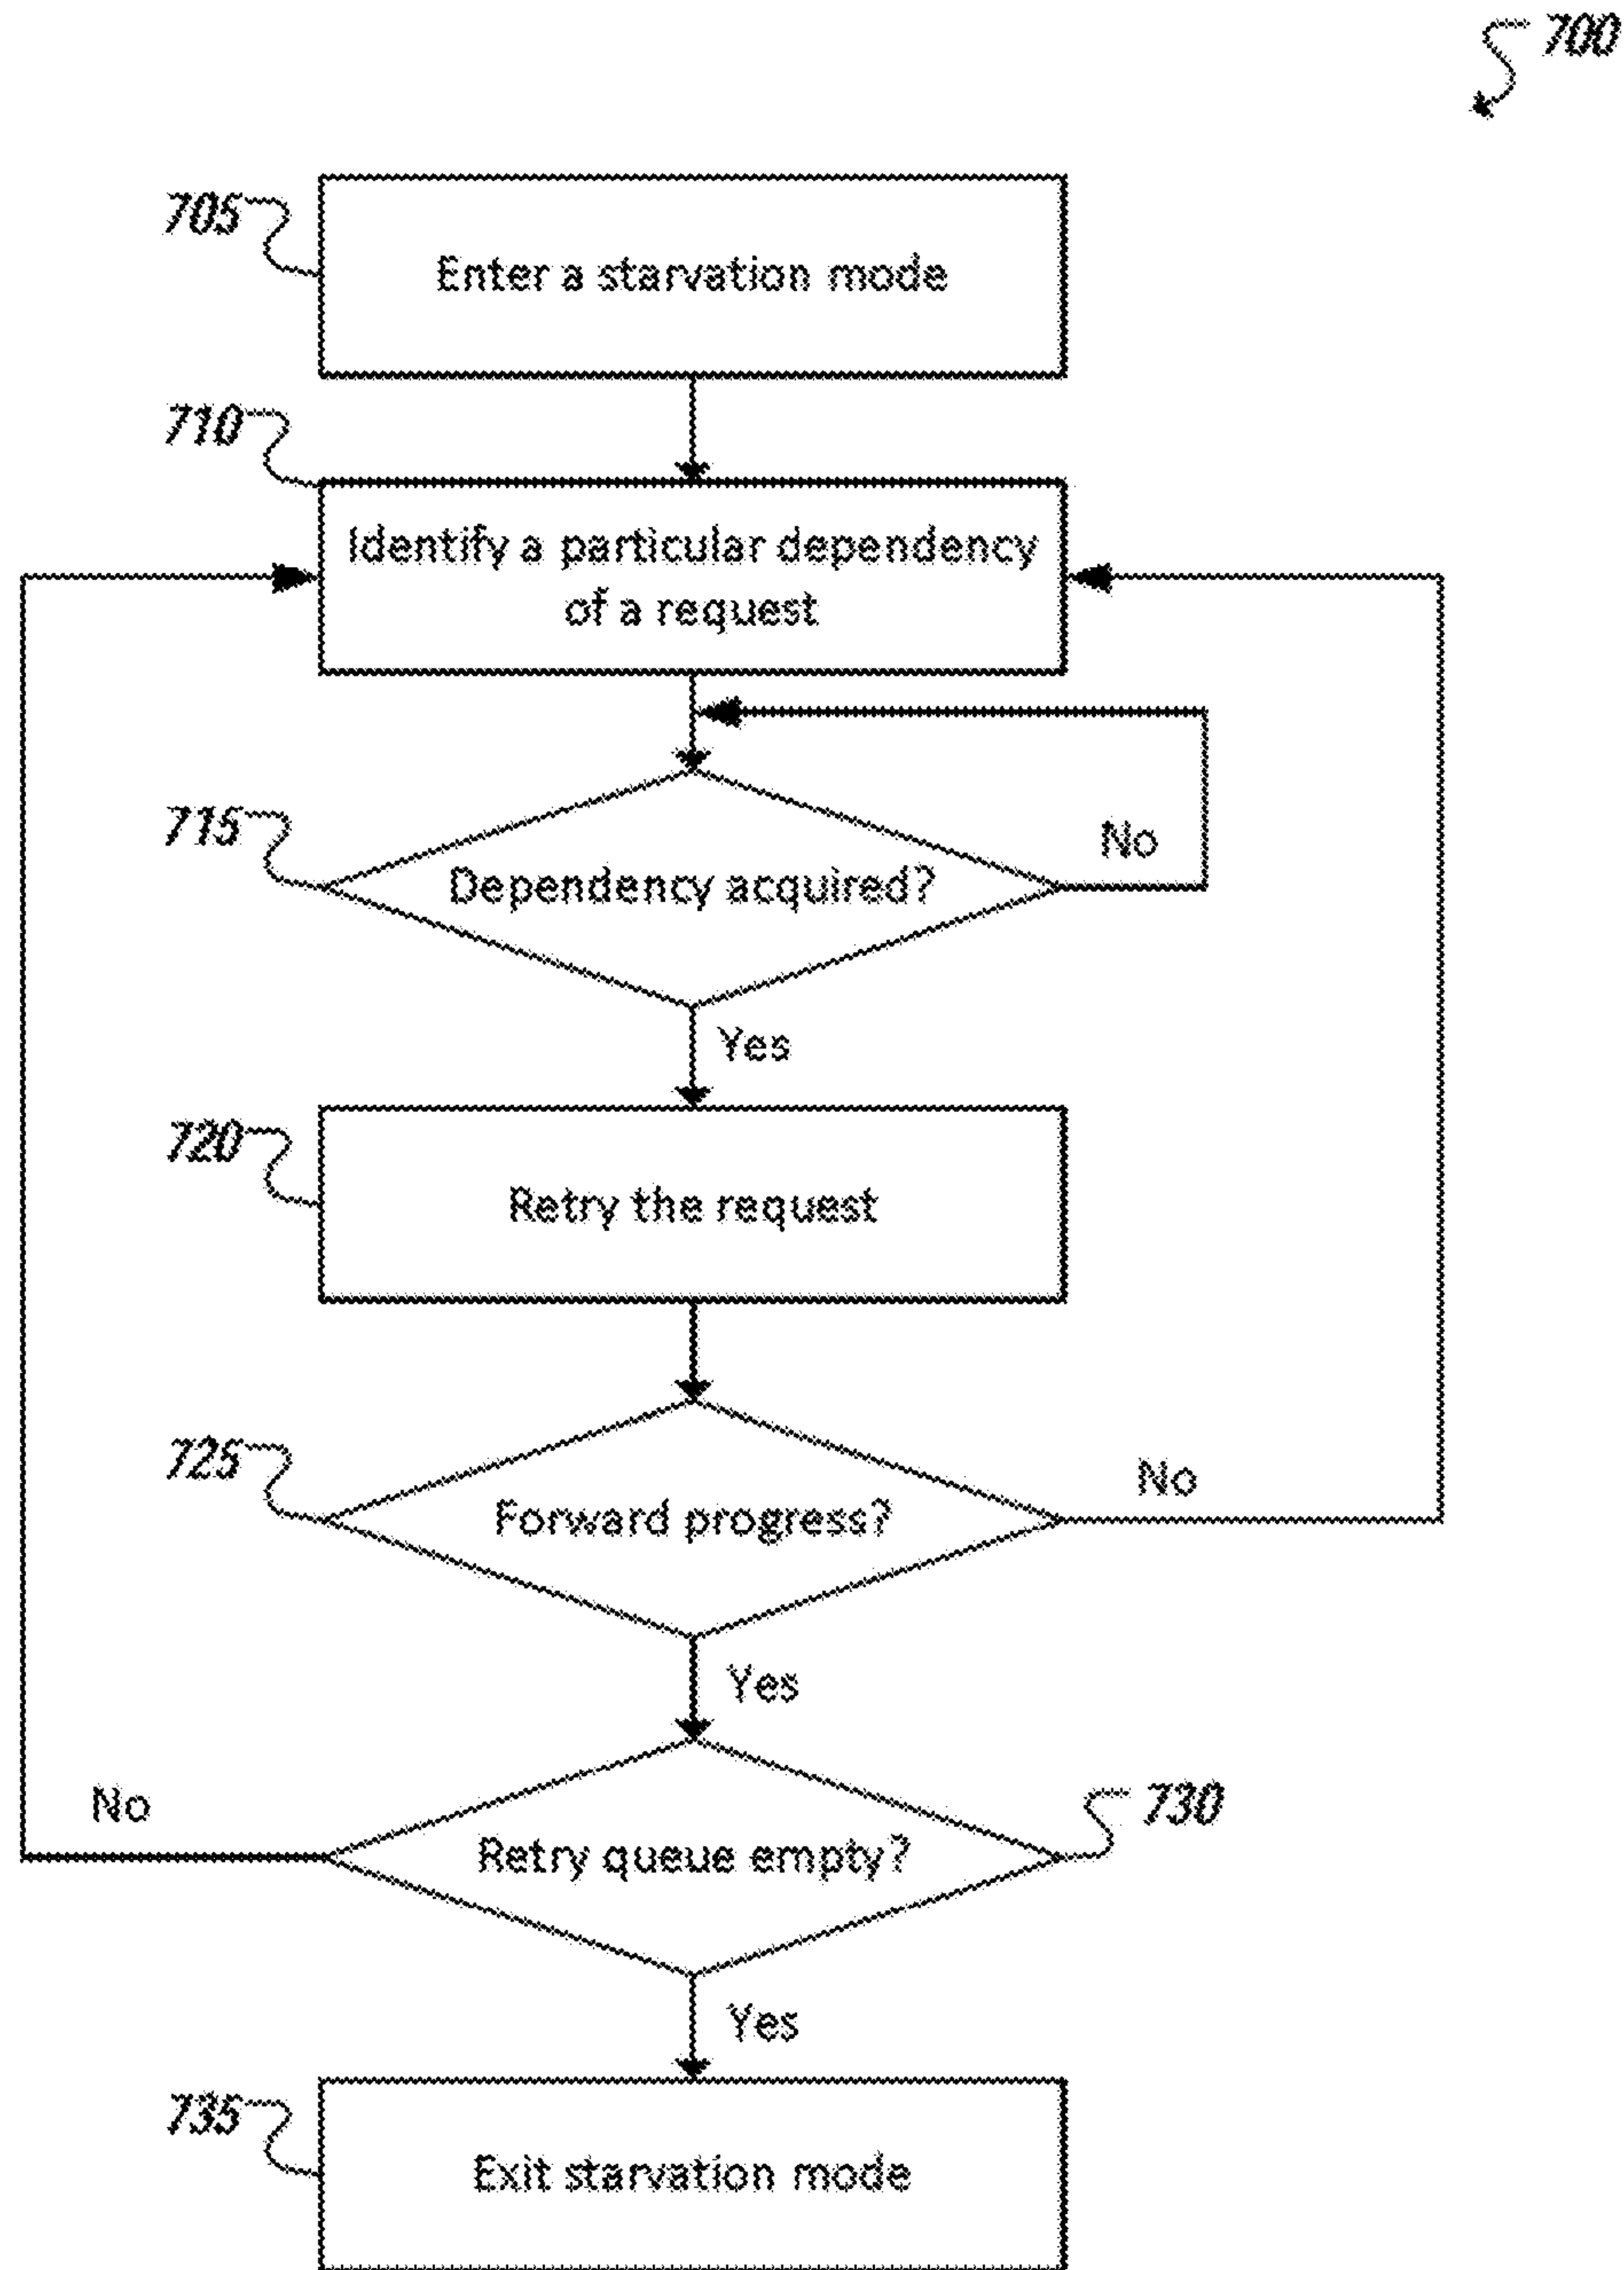 700
705
Enter a starvation mode
710
Identify a particular dependency
of a request
715
Dependency acquired?
No
Yes
720
Retry the request
725
Forward progress?
No
Yes
No
Retry queue empty?
730
Yes
735
Exit starvation mode